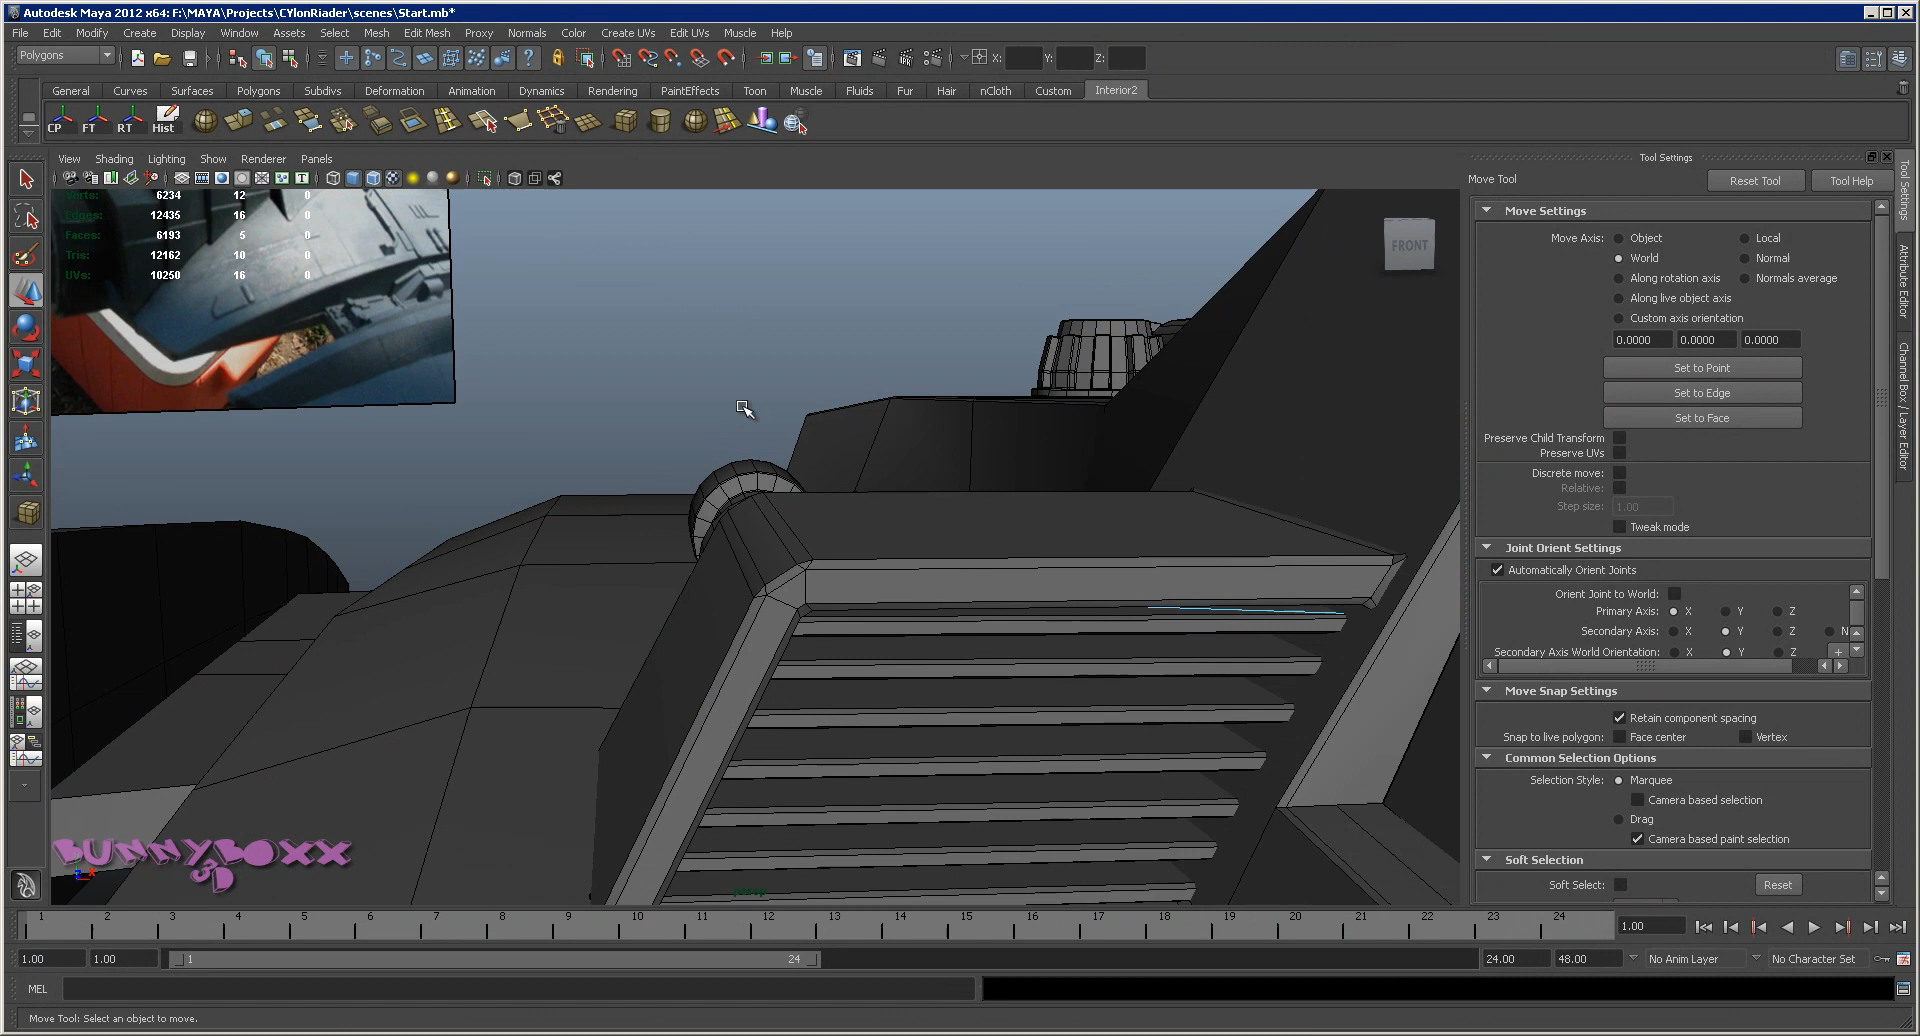 Autodesk Maya 2012 x64: F:\MAYA\Projects\CYlonRiader\scenes\Start.mb*
File Edit Modify Create Display Window Assets Select Mesh Edit Mesh Proxy Normals Color Create UVs Edit UVs Muscle Help
Polygons X: Y: Z:
General Curves Surfaces Polygons Subdivs Deformation Animation Dynamics Rendering PaintEffects Toon Muscle Fluids Fur Hair nCloth Custom Interior2
CP FT RT Hist
View Shading Lighting Show Renderer Panels
Tool Settings
Move Tool Reset Tool Tool Help
Verts: 6234 12 0
Edges: 12435 16 0
Faces: 6193 5 0
Tris: 12162 10 0
UVs: 10250 16 0
FRONT
Move Settings
Move Axis: Object Local
World Normal
Along rotation axis Normals average
Along live object axis
Custom axis orientation
0.0000 0.0000 0.0000
Set to Point
Set to Edge
Set to Face
Preserve Child Transform
Preserve UVs
Discrete move:
Relative:
Step size: 1.00
Tweak mode
Joint Orient Settings
Automatically Orient Joints
Orient Joint to World:
Primary Axis: X Y Z
Secondary Axis: X Y Z N
Secondary Axis World Orientation: X Y Z
Move Snap Settings
Retain component spacing
Snap to live polygon: Face center Vertex
Common Selection Options
Selection Style: Marquee
Camera based selection
Drag
Camera based paint selection
Soft Selection
Soft Select: Reset
Tool Settings
Attribute Editor
Channel Box / Layer Editor
BUNNYBOXX
3D
persp
1 2 3 4 5 6 7 8 9 10 11 12 13 14 15 16 17 18 19 20 21 22 23 24 1.00
1.00 1.00 1 24 24.00 48.00 No Anim Layer No Character Set
MEL
Move Tool: Select an object to move.